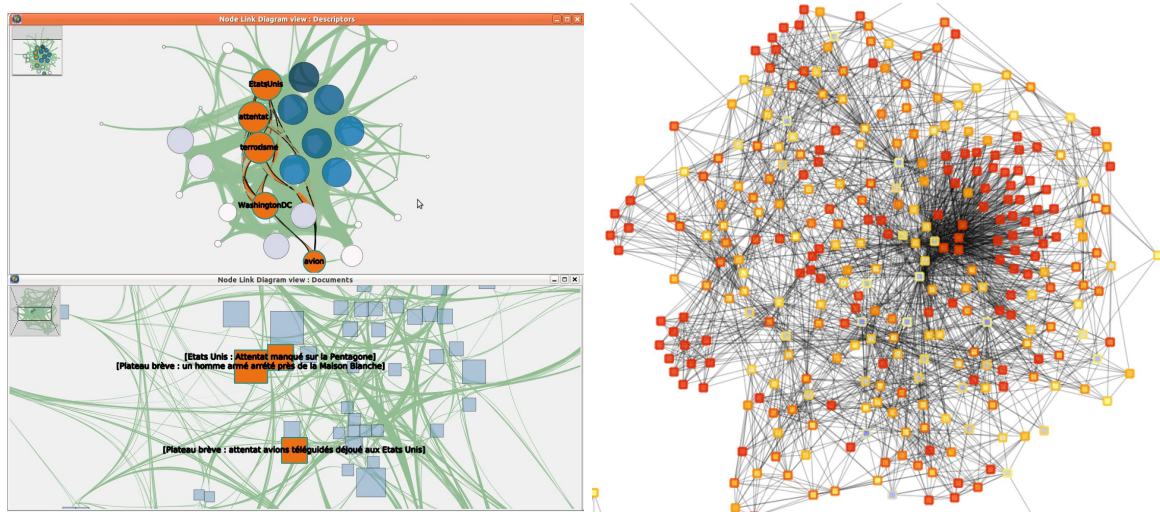 Node Link Diagram view : Descriptors
EtatsUnis
attentat
terrorisme
WashingtonDC
avion
Node Link Diagram view : Documents
[Etats Unis : Attentat manqué sur la Pentagone]
[Plateau brève : un homme armé arrété près de la Maison Blanche]
[Plateau brève : attentat avions téléguidés déjoué aux Etats Unis]